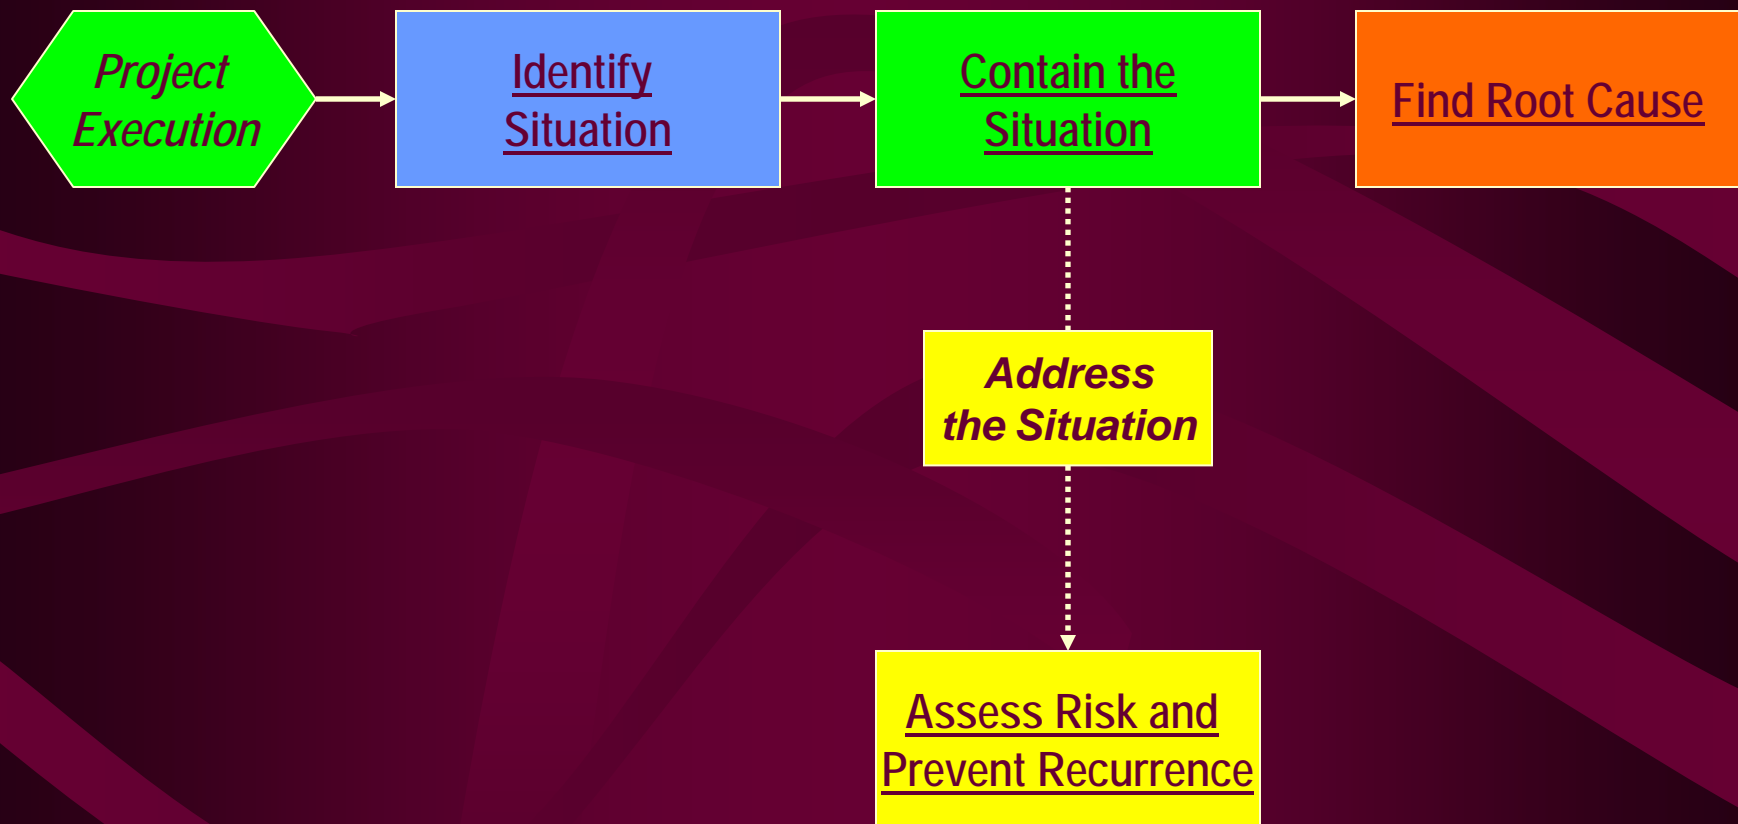 Project
Execution
Identify
Situation
Contain the
Situation
Find Root Cause
Address
the Situation
Assess Risk and
Prevent Recurrence